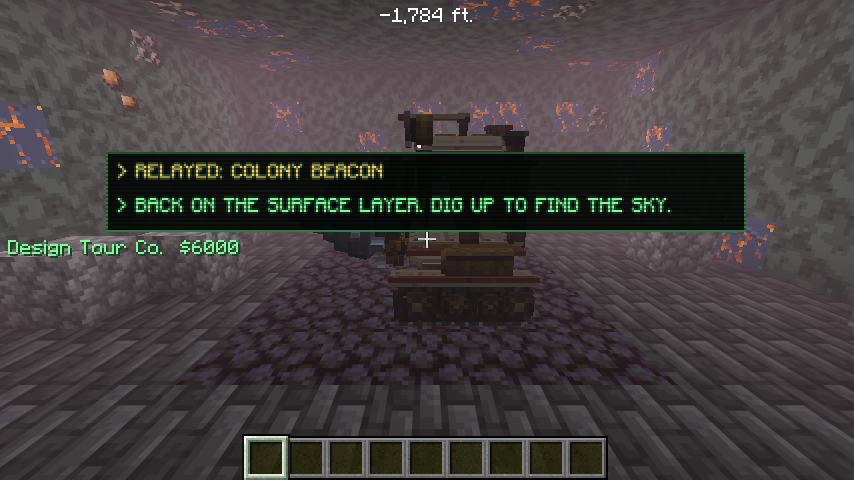 -1,784 ft.
> RELAYED: COLONY BEACON
> BACK ON THE SURFACE LAYER. DIG UP TO FIND THE SKY.
Design Tour Co. $6000